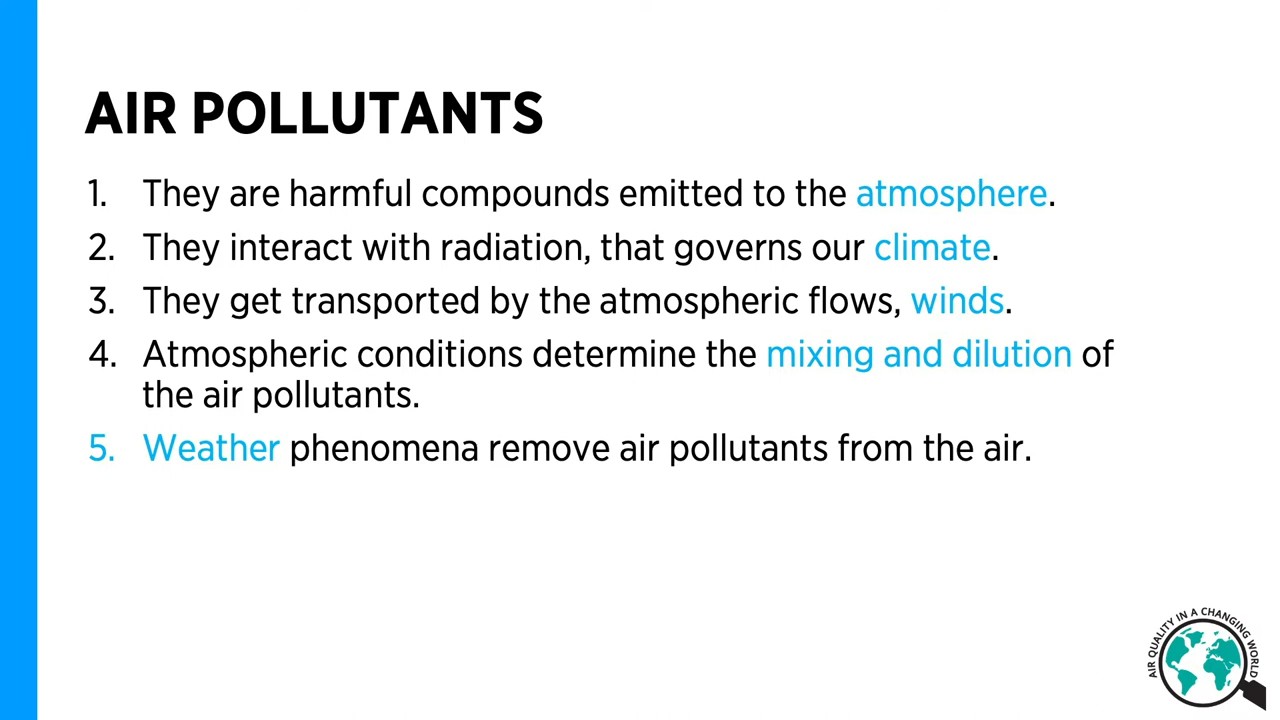 AIR POLLUTANTS
1. They are harmful compounds emitted to the atmosphere.
2. They interact with radiation, that governs our climate.
3. They get transported by the atmospheric flows, winds.
4. Atmospheric conditions determine the mixing and dilution of
the air pollutants.
5. Weather phenomena remove air pollutants from the air.
AIR QUALITY IN A CHANGING WORLD